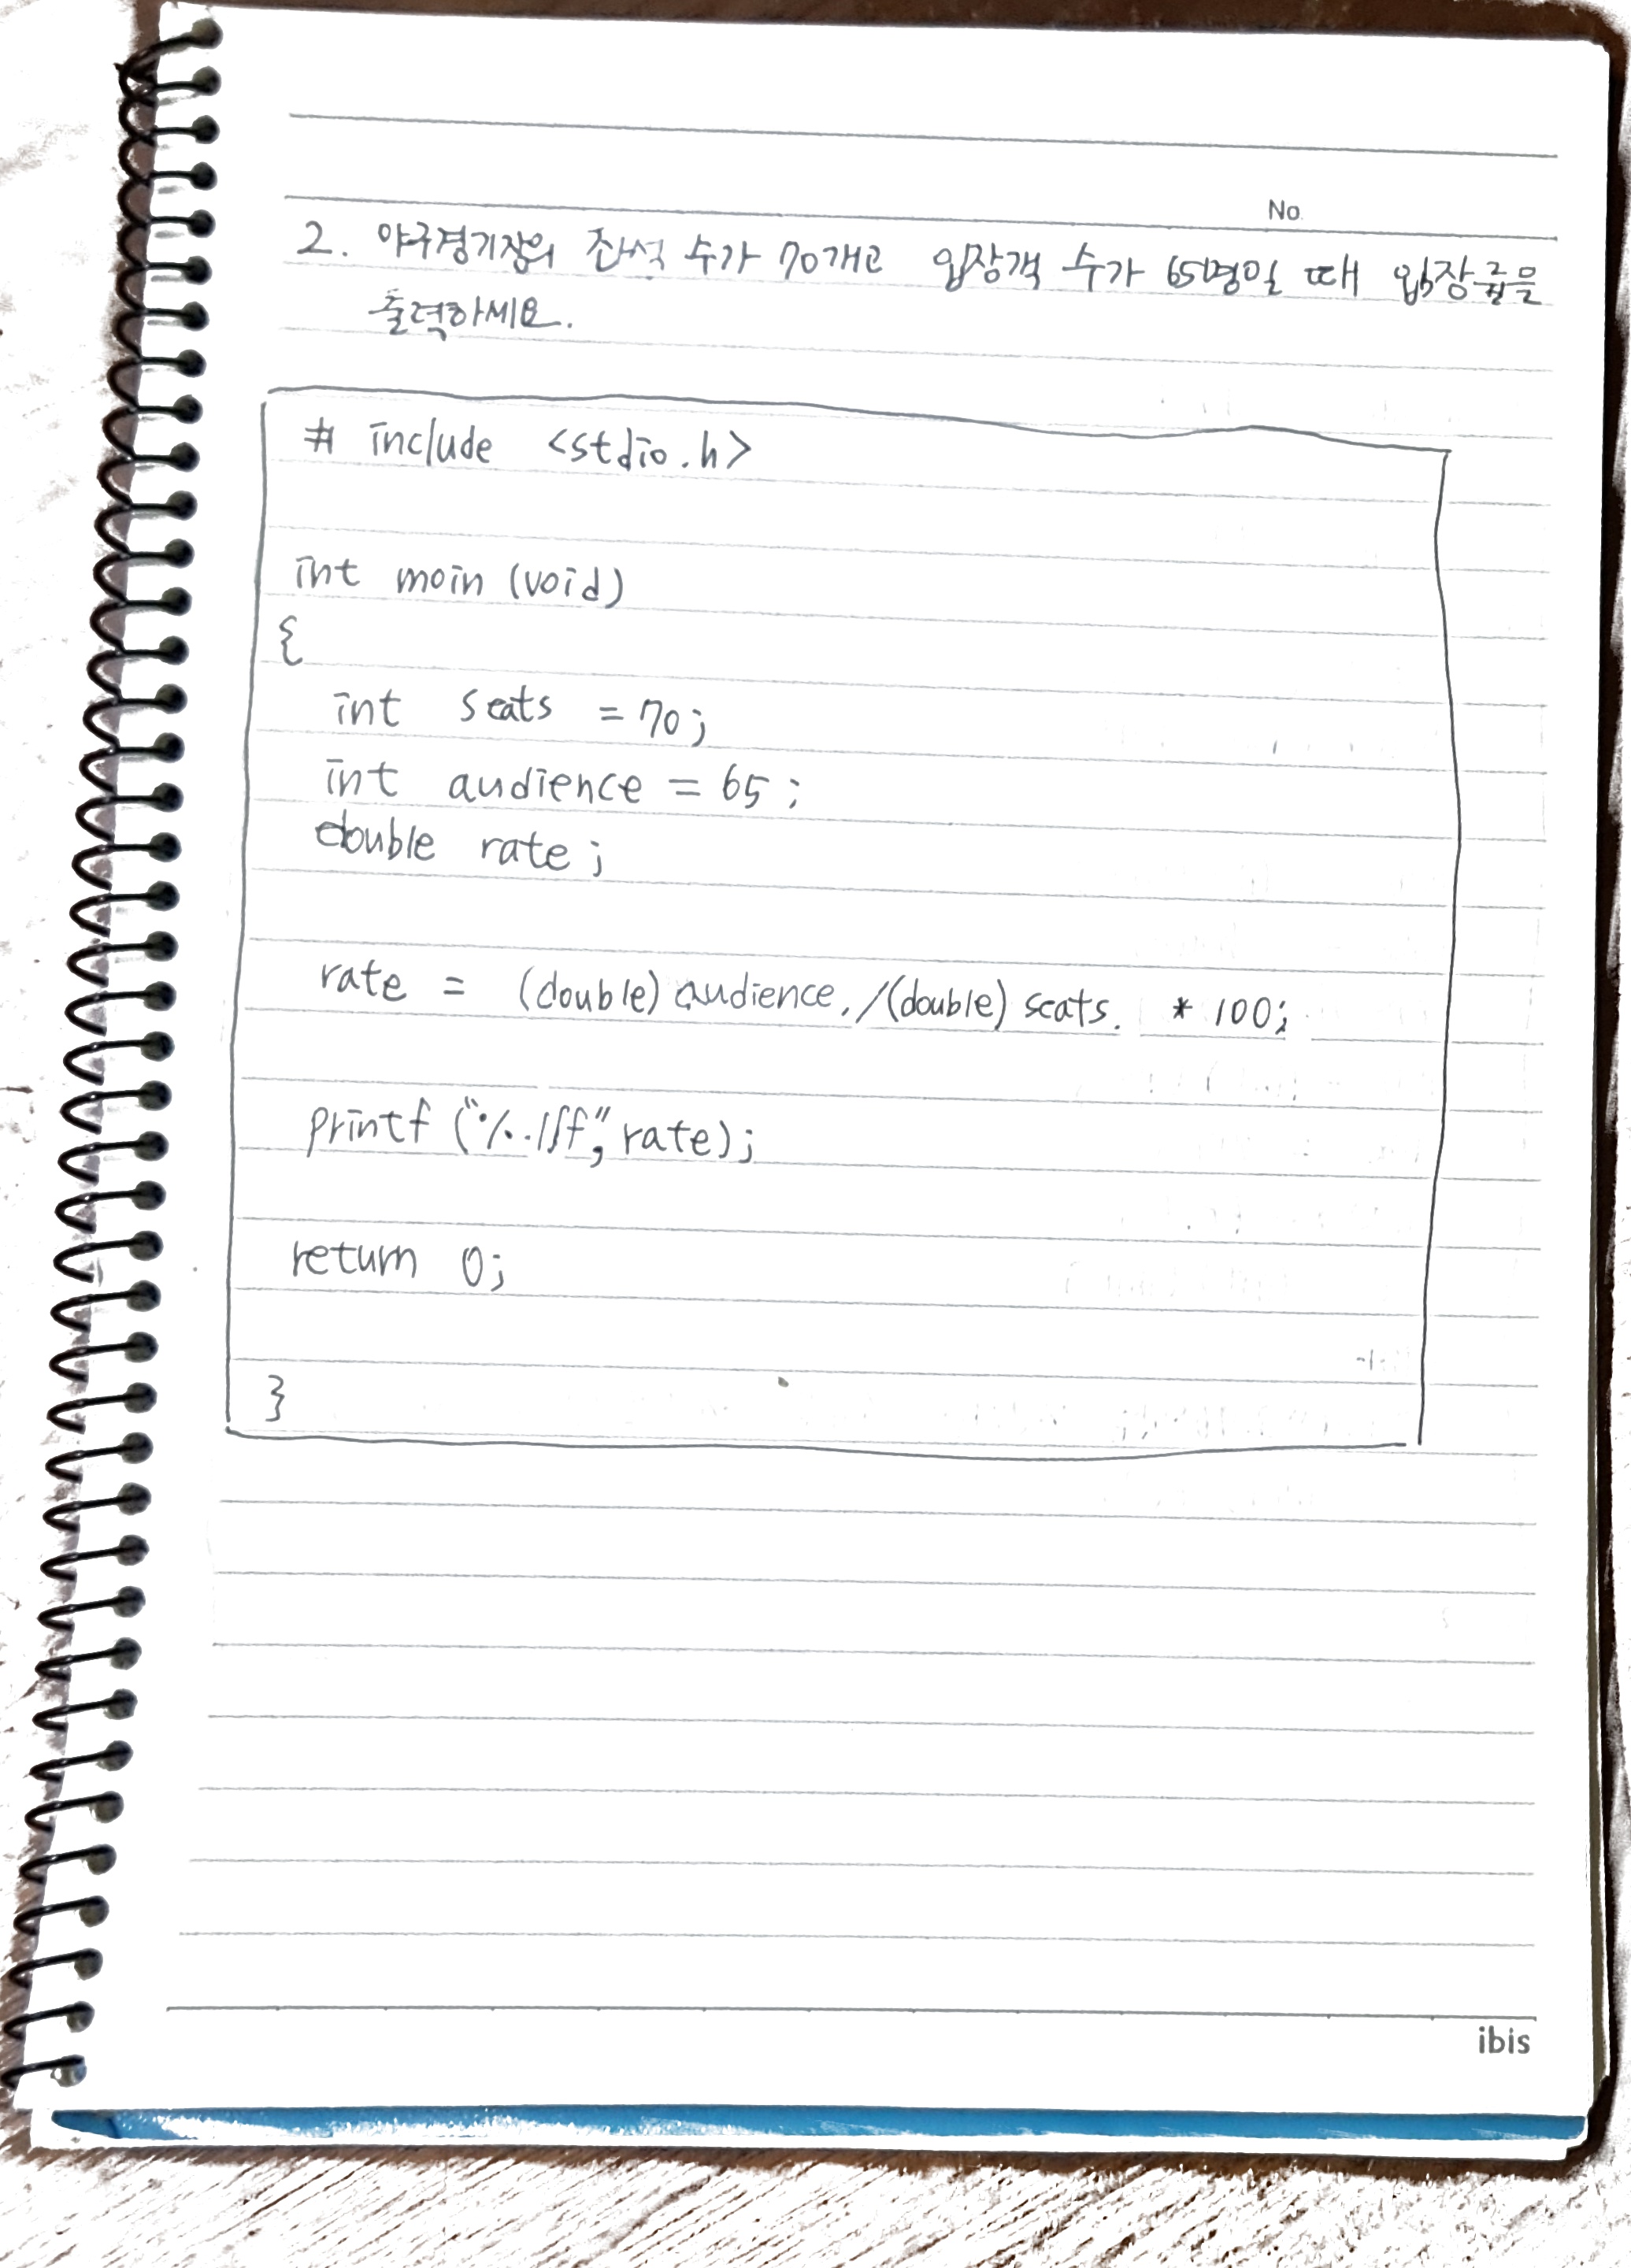 No.
2. 야구경기장의 좌석 수가 70개고 입장객 수가 65명일 때 입장률을
출력하세요.
# include <stdio.h>
int main (void)
{
int seats = 70;
int audience = 65;
double rate;
rate = (double) audience. /(double) seats. * 100;
printf ("%.1lf", rate);
return 0;
}
ibis